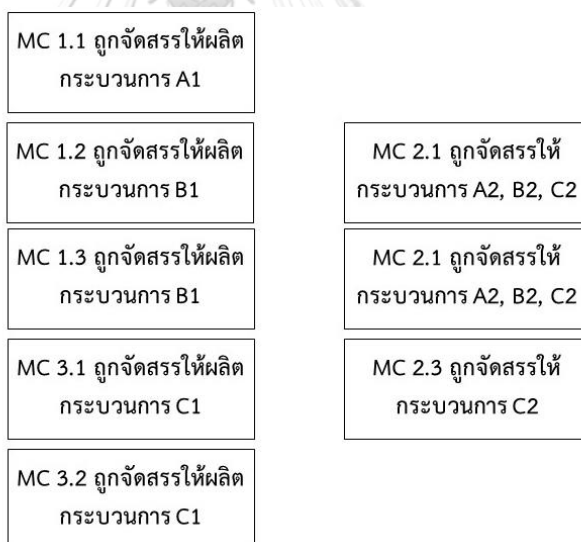 MC 1.1 ถูกจัดสรรให้ผลิต
กระบวนการ A1
MC 1.2 ถูกจัดสรรให้ผลิต
กระบวนการ B1
MC 1.3 ถูกจัดสรรให้ผลิต
กระบวนการ B1
MC 3.1 ถูกจัดสรรให้ผลิต
กระบวนการ C1
MC 3.2 ถูกจัดสรรให้ผลิต
กระบวนการ C1
MC 2.1 ถูกจัดสรรให้
กระบวนการ A2, B2, C2
MC 2.1 ถูกจัดสรรให้
กระบวนการ A2, B2, C2
MC 2.3 ถูกจัดสรรให้
กระบวนการ C2